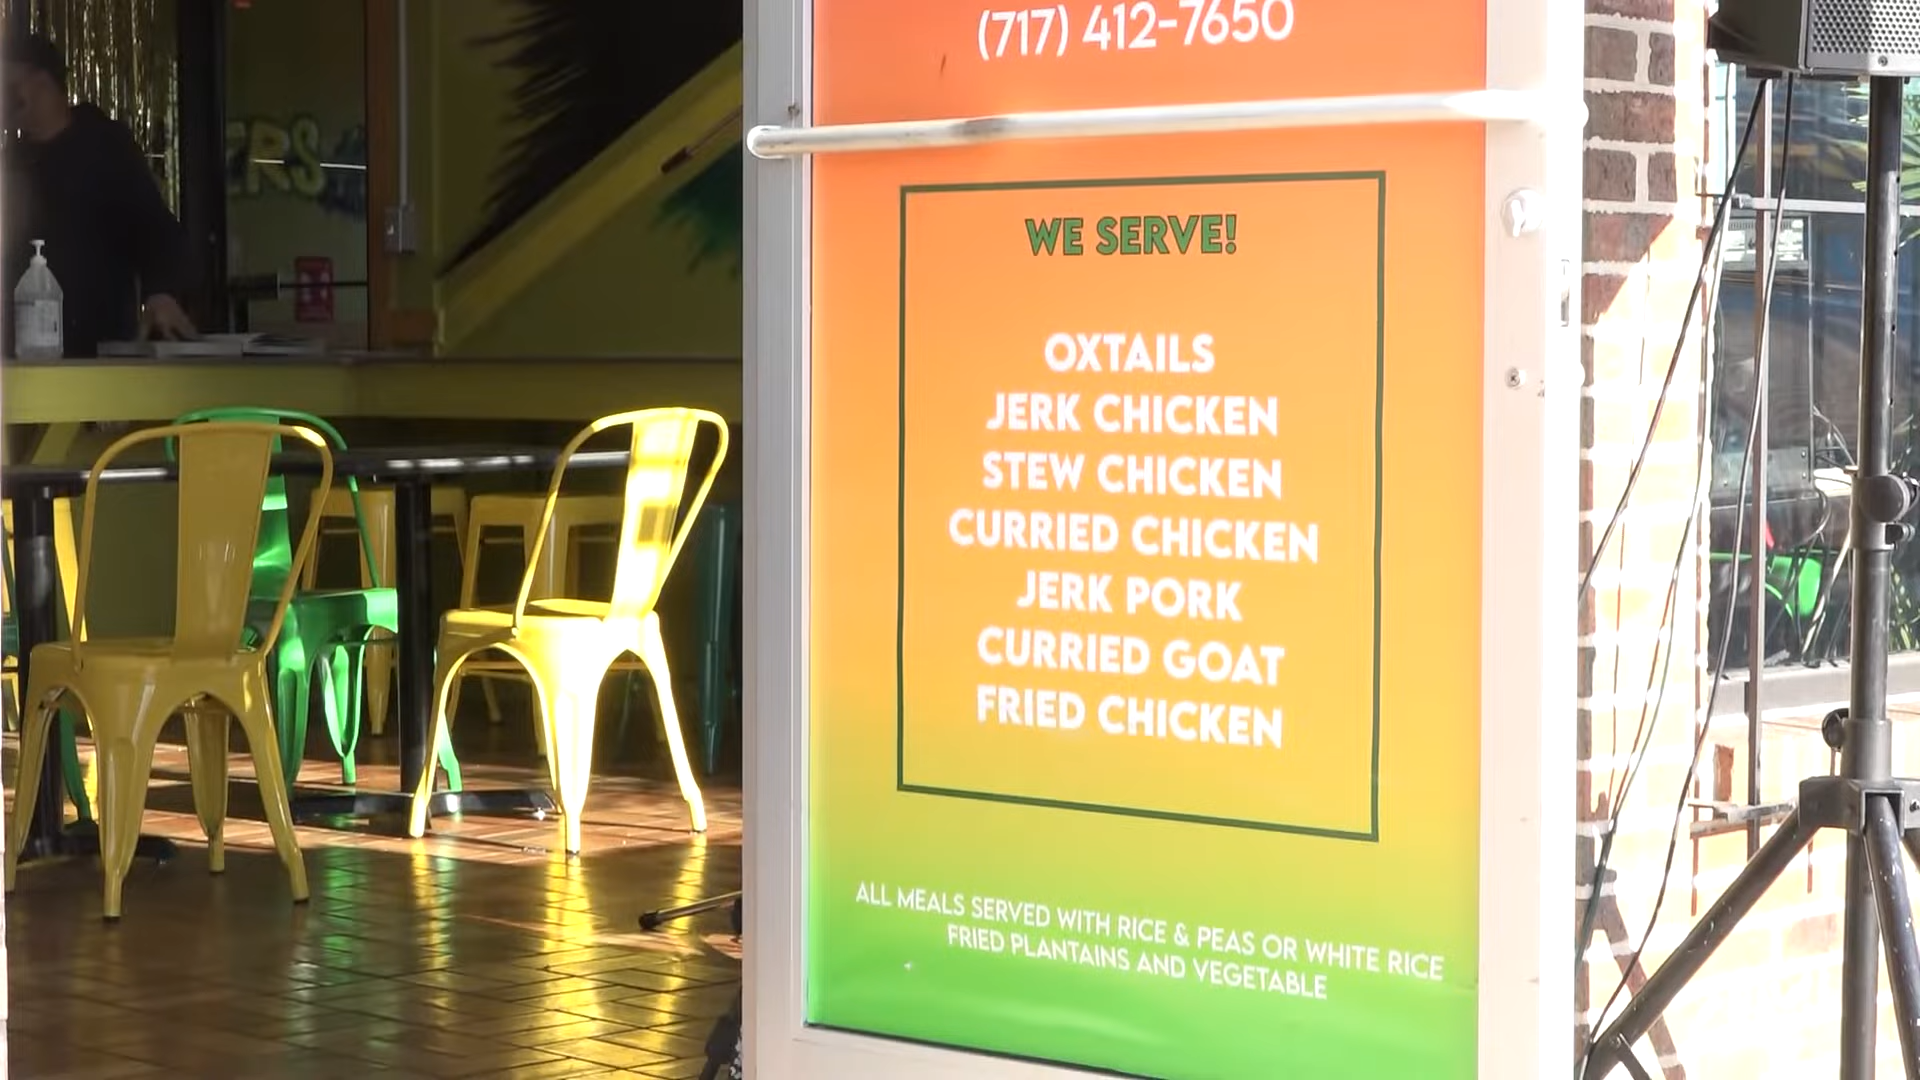 (717) 412-7650
WE SERVE!
OXTAILS
JERK CHICKEN
STEW CHICKEN
CURRIED CHICKEN
JERK PORK
CURRIED GOAT
FRIED CHICKEN
ALL MEALS SERVED WITH RICE & PEAS OR WHITE RICE
FRIED PLANTAINS AND VEGETABLE